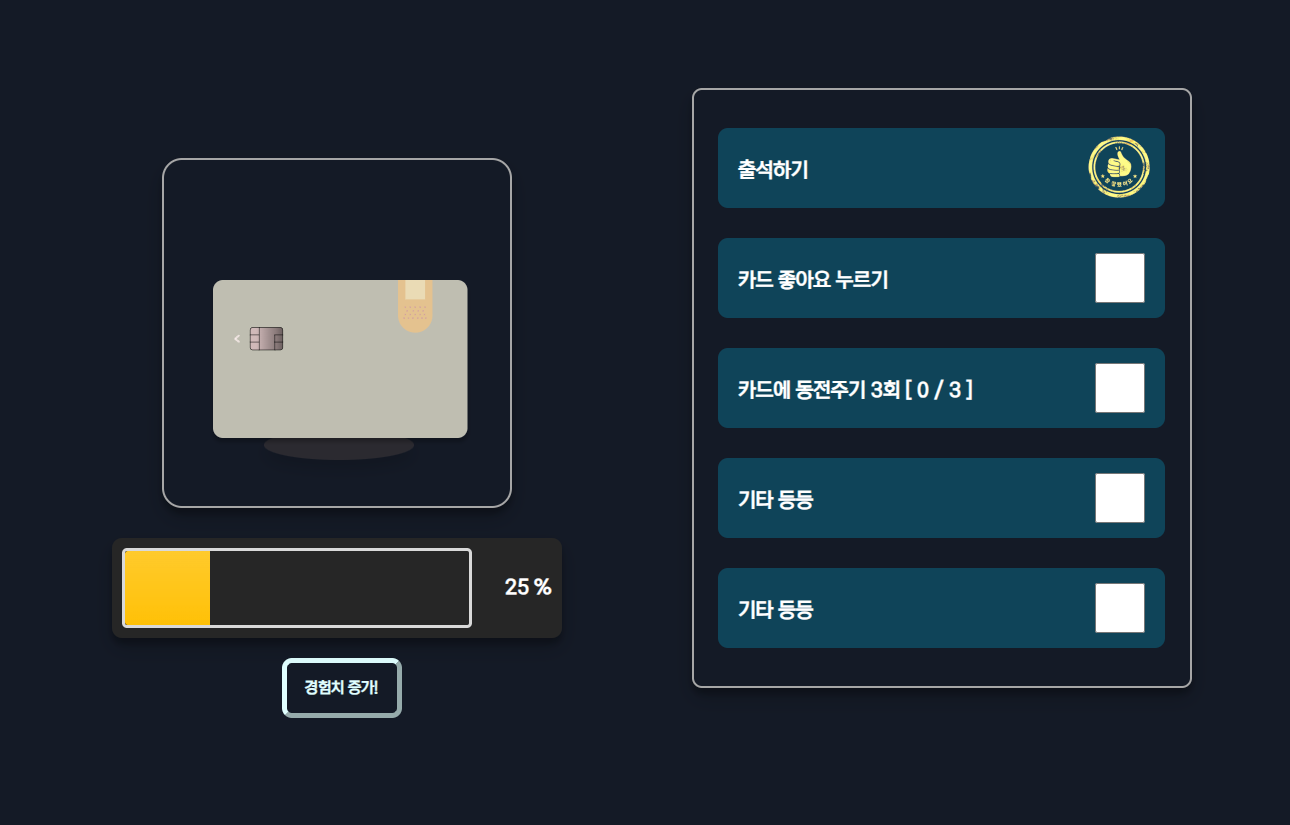 출석하기
카드 좋아요 누르기
카드에 동전주기 3회 [ 0 / 3 ]
기타 등등
기타 등등
25 %
경험치 증가!